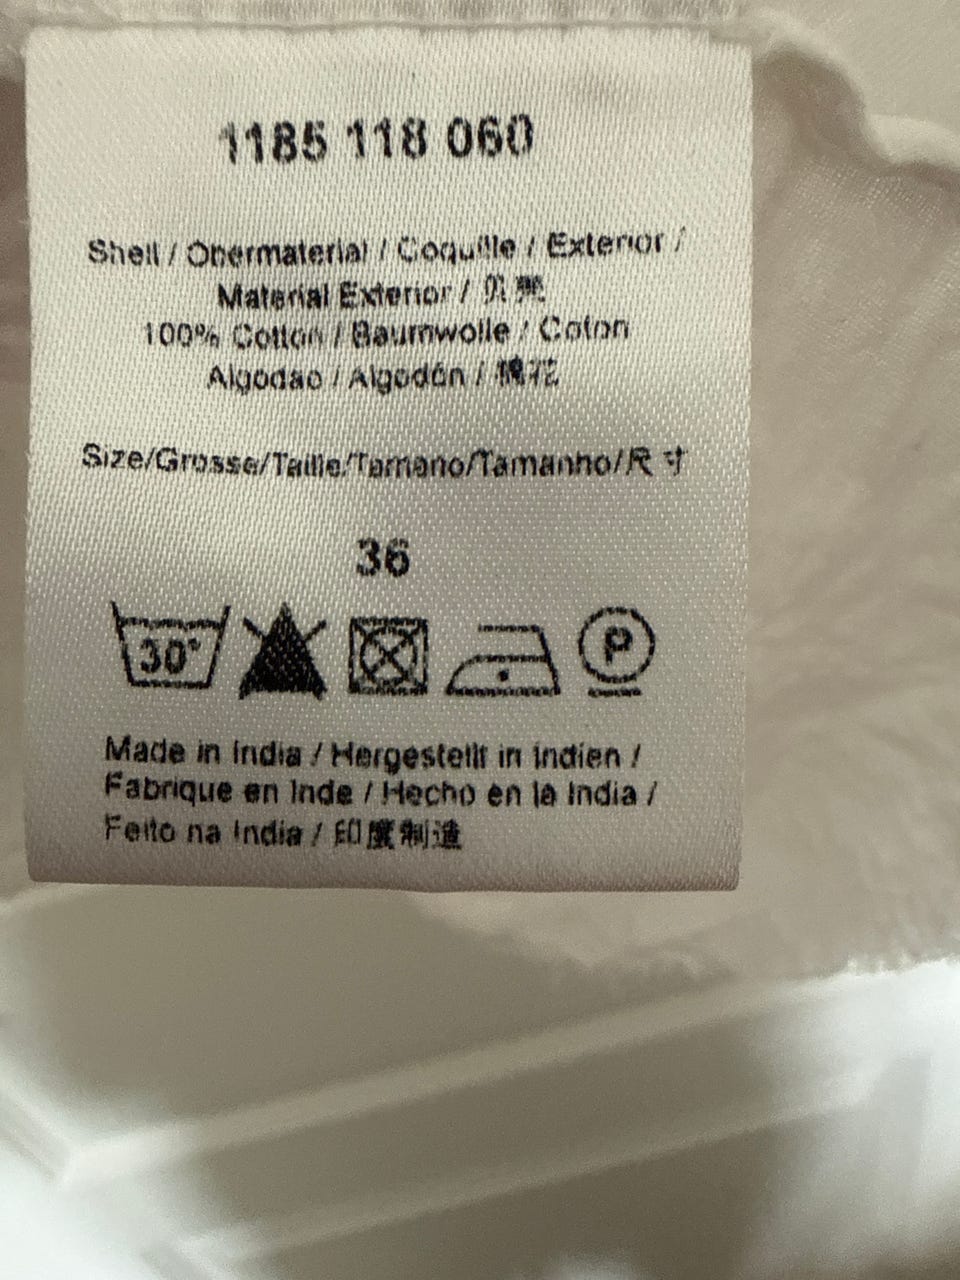 1185 118 060
Shell / Obermaterial / Coquille / Exterior /
Material Exterior / 贝壳
100% Cotton / Baumwolle / Coton
Algodao / Algodón / 棉花
Size/Grosse/Taille/Tamano/Tamanho/尺寸
36
30°
P
Made in India / Hergestellt in Indien /
Fabrique en Inde / Hecho en la India /
Feito na India / 印度制造